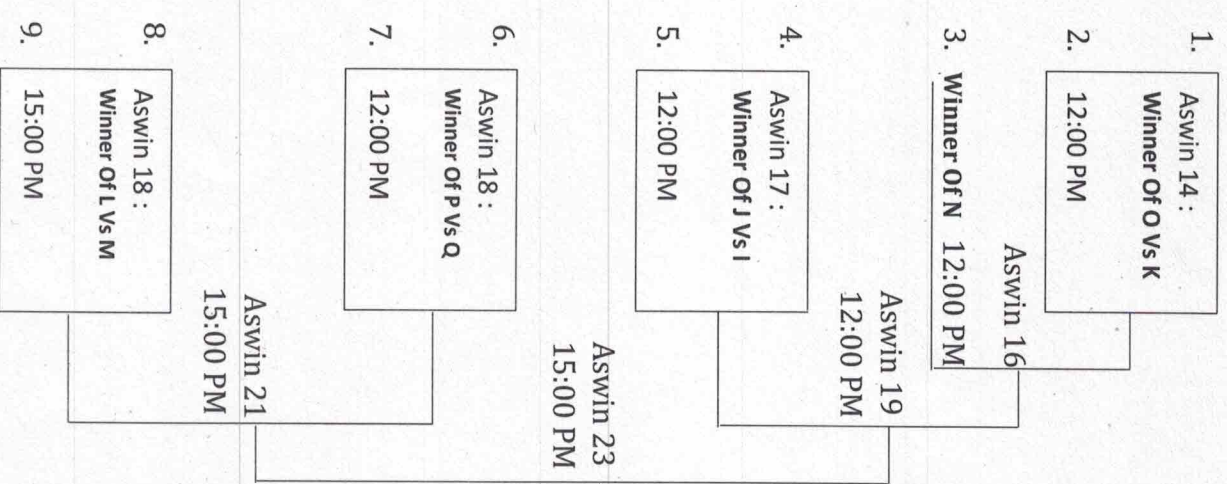 1.
Aswin 14 :
Winner Of O Vs K
2.
12:00 PM
Aswin 16
3. Winner Of N 12:00 PM
Aswin 19
12:00 PM
4.
Aswin 17 :
Winner Of J Vs I
5.
12:00 PM
Aswin 23
15:00 PM
6.
Aswin 18 :
Winner Of P Vs Q
7.
12:00 PM
Aswin 21
15:00 PM
8.
Aswin 18 :
Winner Of L Vs M
9.
15:00 PM